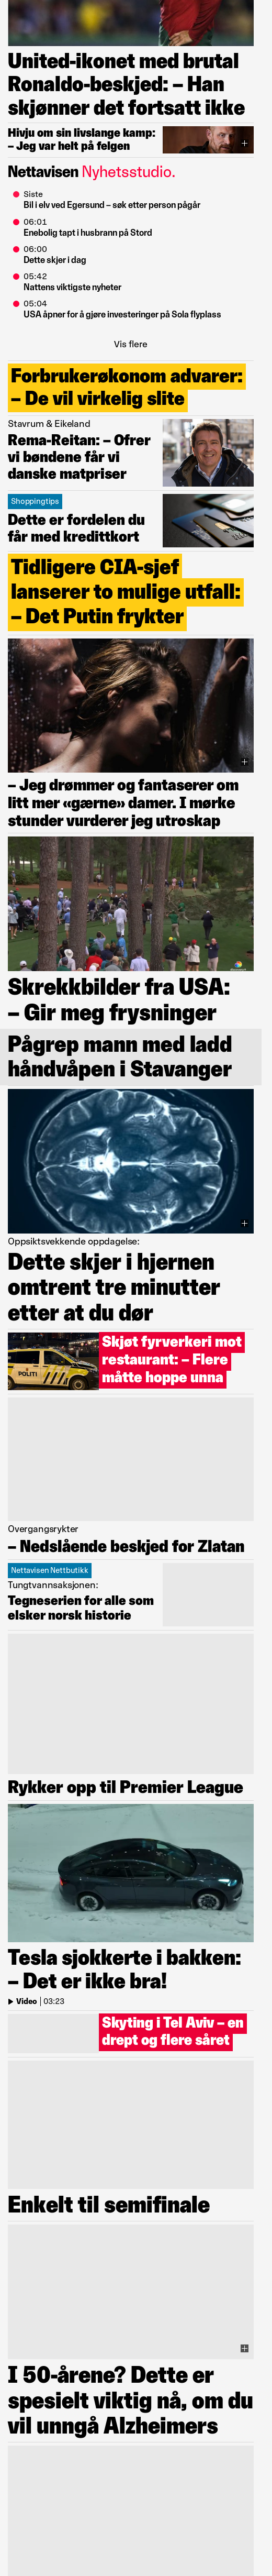 United-ikonet med brutal
Ronaldo-beskjed: – Han
skjønner det fortsatt ikke
Hivju om sin livslange kamp:
– Jeg var helt på felgen
Nettavisen Nyhetsstudio.
Siste
Bil i elv ved Egersund – søk etter person pågår
06:01
Enebolig tapt i husbrann på Stord
06:00
Dette skjer i dag
05:42
Nattens viktigste nyheter
05:04
USA åpner for å gjøre investeringer på Sola flyplass
Vis flere
Forbrukerøkonom advarer:
– De vil virkelig slite
Stavrum & Eikeland
Rema-Reitan: – Ofrer
vi bøndene får vi
danske matpriser
Shoppingtips
Dette er fordelen du
får med kredittkort
Tidligere CIA-sjef
lanserer to mulige utfall:
– Det Putin frykter
– Jeg drømmer og fantaserer om
litt mer «gærne» damer. I mørke
stunder vurderer jeg utroskap
Skrekkbilder fra USA:
– Gir meg frysninger
Pågrep mann med ladd
håndvåpen i Stavanger
Oppsiktsvekkende oppdagelse:
Dette skjer i hjernen
omtrent tre minutter
etter at du dør
POLITI
Skjøt fyrverkeri mot
restaurant: – Flere
måtte hoppe unna
Overgangsrykter
– Nedslående beskjed for Zlatan
Nettavisen Nettbutikk
Tungtvannsaksjonen:
Tegneserien for alle som
elsker norsk historie
Rykker opp til Premier League
Tesla sjokkerte i bakken:
– Det er ikke bra!
Video | 03:23
Skyting i Tel Aviv – en
drept og flere såret
Enkelt til semifinale
I 50-årene? Dette er
spesielt viktig nå, om du
vil unngå Alzheimers